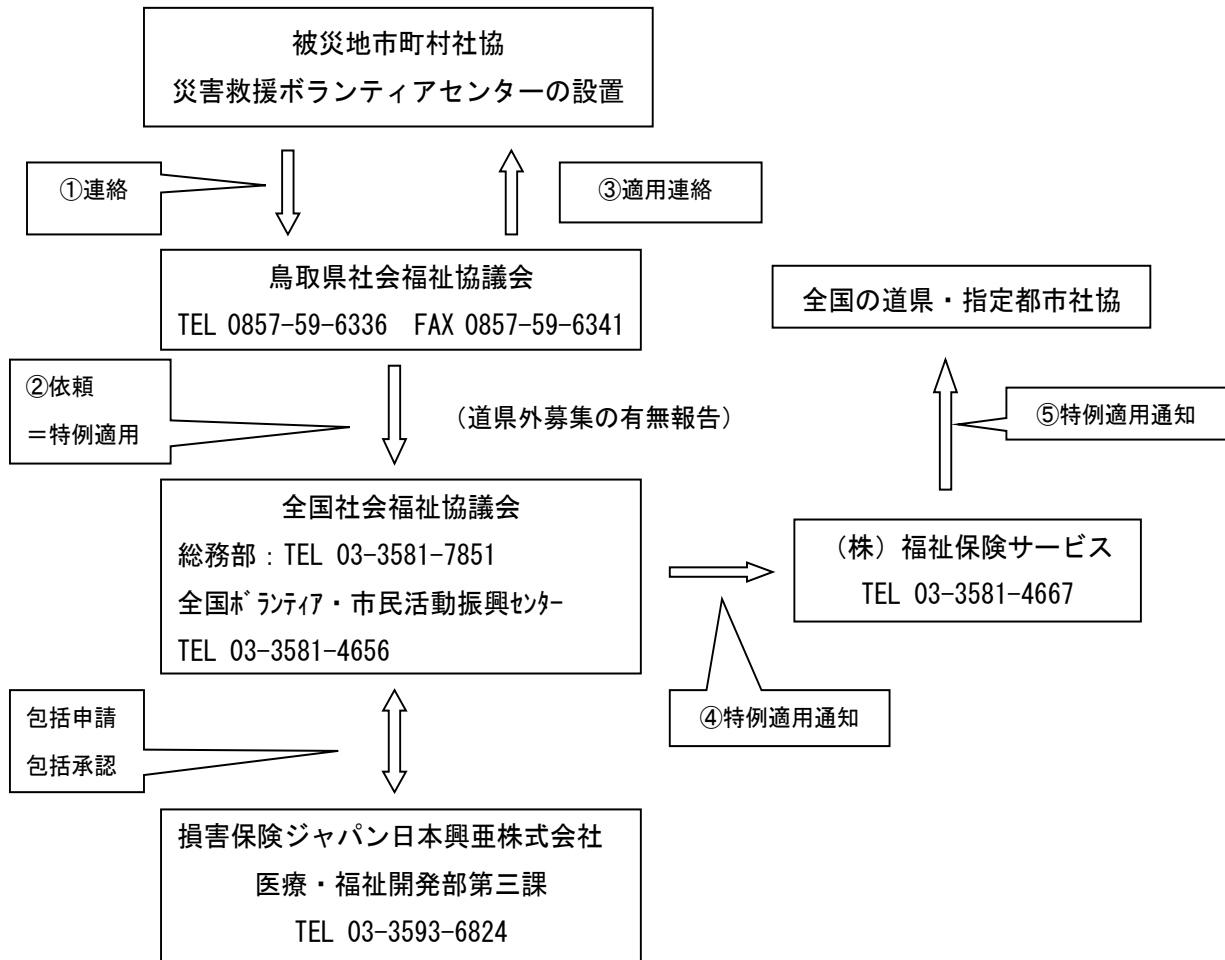 被災地市町村社協
災害救援ボランティアセンターの設置
①連絡
③適用連絡
鳥取県社会福祉協議会
TEL 0857-59-6336 FAX 0857-59-6341
全国の道県・指定都市社協
②依頼
＝特例適用
（道県外募集の有無報告）
⑤特例適用通知
全国社会福祉協議会
総務部：TEL 03-3581-7851
全国ﾎﾞﾗﾝﾃｨｱ・市民活動振興ｾﾝﾀｰ
TEL 03-3581-4656
（株）福祉保険サービス
TEL 03-3581-4667
④特例適用通知
包括申請
包括承認
損害保険ジャパン日本興亜株式会社
医療・福祉開発部第三課
TEL 03-3593-6824